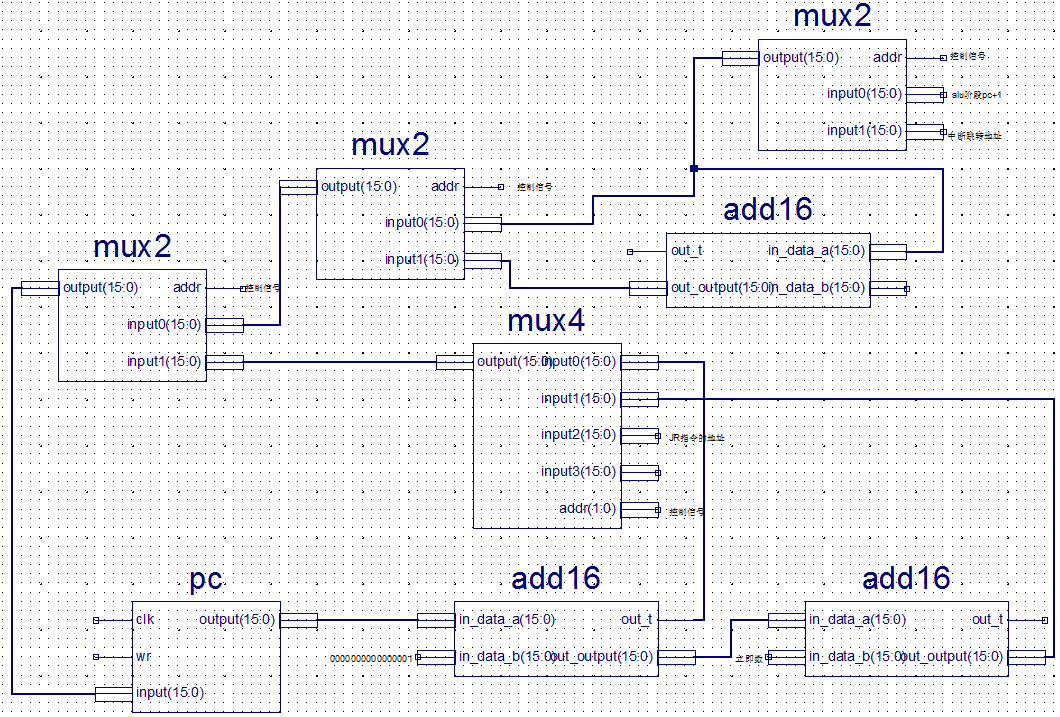 mux2
output(15:0)
addr
控制信号
input0(15:0)
alu阶段pc+1
input1(15:0)
中断跳转地址
mux2
output(15:0)
addr
控制信号
input0(15:0)
input1(15:0)
add16
out_t
in_data_a(15:0)
out_output(15:0)
in_data_b(15:0)
mux2
output(15:0)
addr
控制信号
input0(15:0)
input1(15:0)
mux4
output(15:0)
input0(15:0)
input1(15:0)
input2(15:0)
JR指令的地址
input3(15:0)
addr(1:0)
控制信号
pc
clk
output(15:0)
wr
input(15:0)
add16
in_data_a(15:0)
out_t
0000000000000001
in_data_b(15:0)
out_output(15:0)
add16
in_data_a(15:0)
out_t
立即数
in_data_b(15:0)
out_output(15:0)